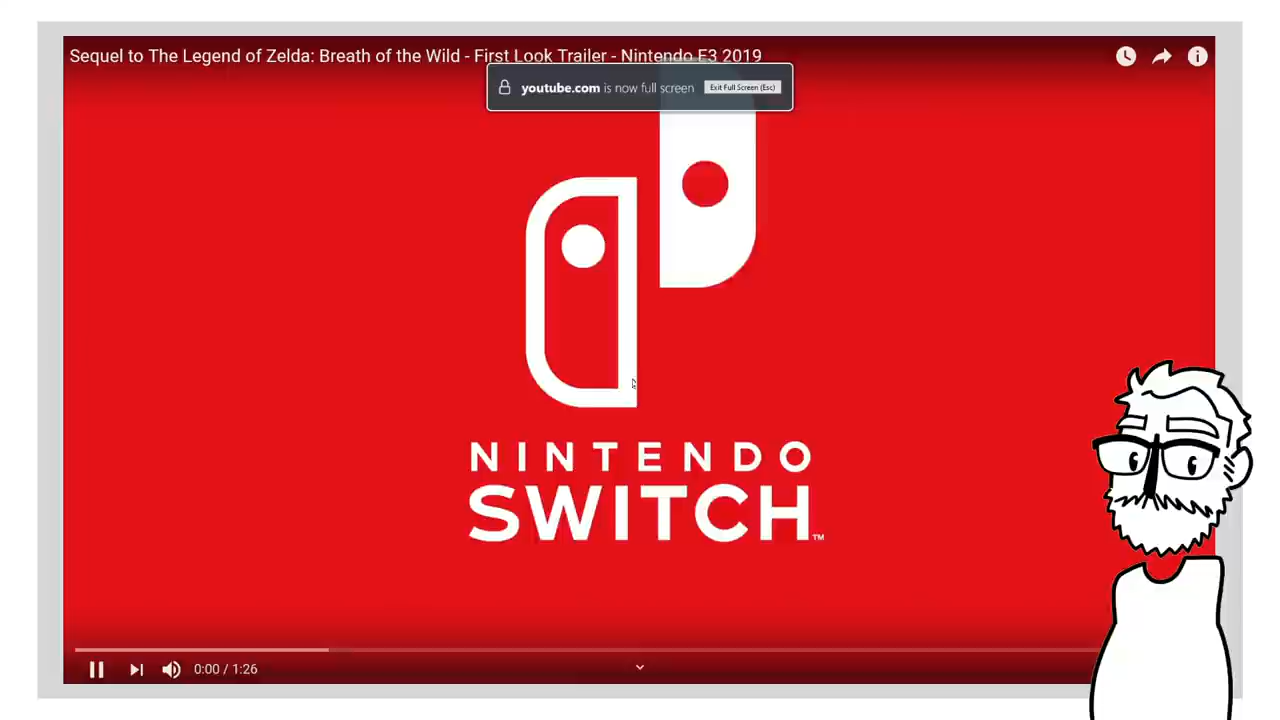 Sequel to The Legend of Zelda: Breath of the Wild - First Look Trailer - Nintendo E3 2019
youtube.com is now full screen
Exit Full Screen (Esc)
NINTENDO
SWITCH™
0:00 / 1:26